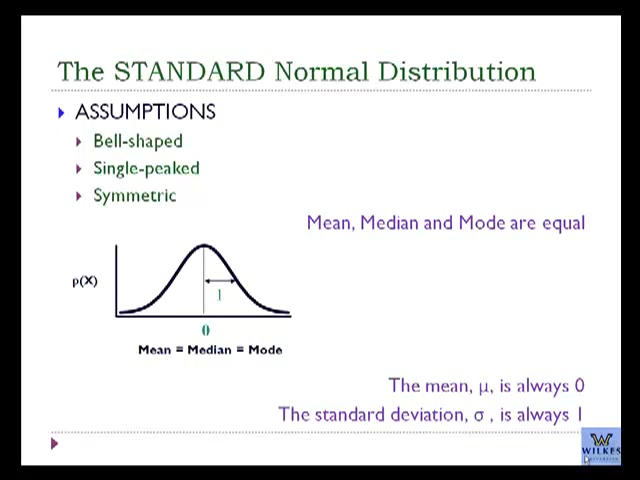 The STANDARD Normal Distribution
ASSUMPTIONS
Bell-shaped
Single-peaked
Symmetric
Mean, Median and Mode are equal
p(X)
1
0
Mean = Median = Mode
The mean, μ, is always 0
The standard deviation, σ , is always 1
W
WILKES
UNIVERSITY